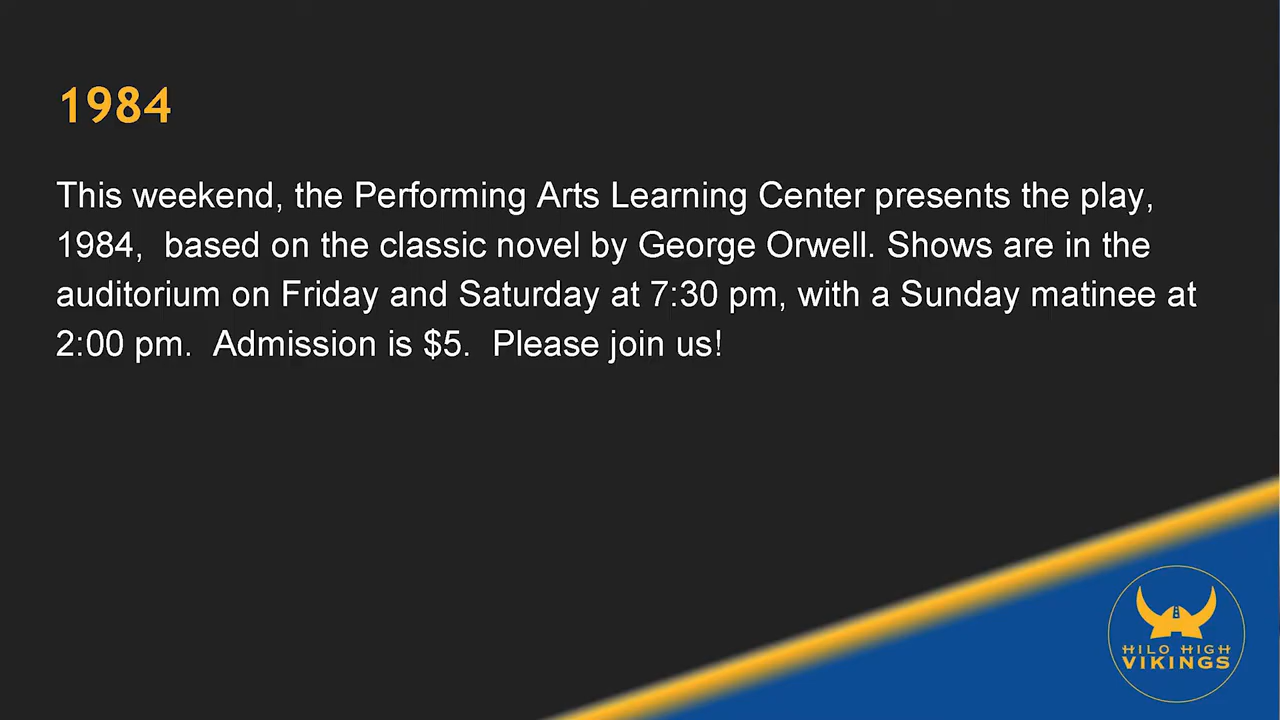 1984
This weekend, the Performing Arts Learning Center presents the play,
1984,  based on the classic novel by George Orwell. Shows are in the
auditorium on Friday and Saturday at 7:30 pm, with a Sunday matinee at
2:00 pm.  Admission is $5.  Please join us!
HILO HIGH
VIKINGS